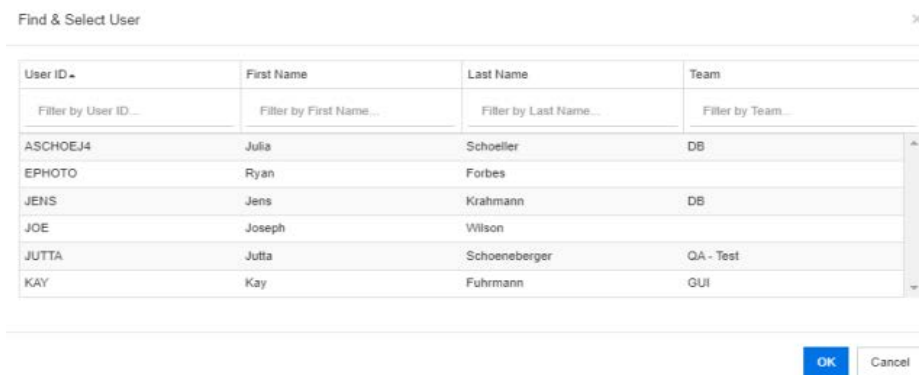 Find & Select User
User ID First Name Last Name Team
Filter by User ID... Filter by First Name... Filter by Last Name... Filter by Team...
ASCHOEJ4 Julia Schoeller DB
EPHOTO Ryan Forbes
JENS Jens Krahmann DB
JOE Joseph Wilson
JUTTA Jutta Schoeneberger QA - Test
KAY Kay Fuhrmann GUI
OK Cancel